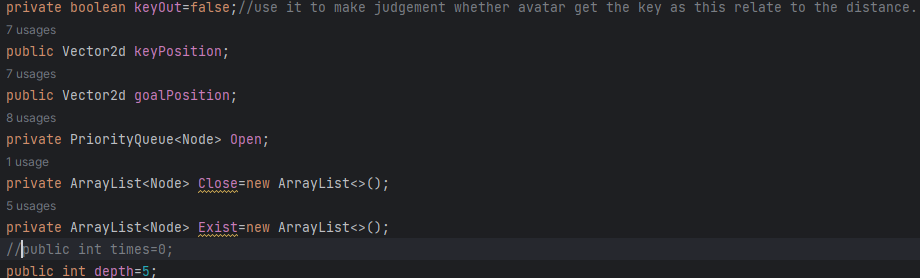 private boolean keyOut=false;//use it to make judgement whether avatar get the key as this relate to the distance.
7 usages
public Vector2d keyPosition;
7 usages
public Vector2d goalPosition;
8 usages
private PriorityQueue<Node> Open;
1 usage
private ArrayList<Node> Close=new ArrayList<>();
5 usages
private ArrayList<Node> Exist=new ArrayList<>();
//public int times=0;
public int depth=5;